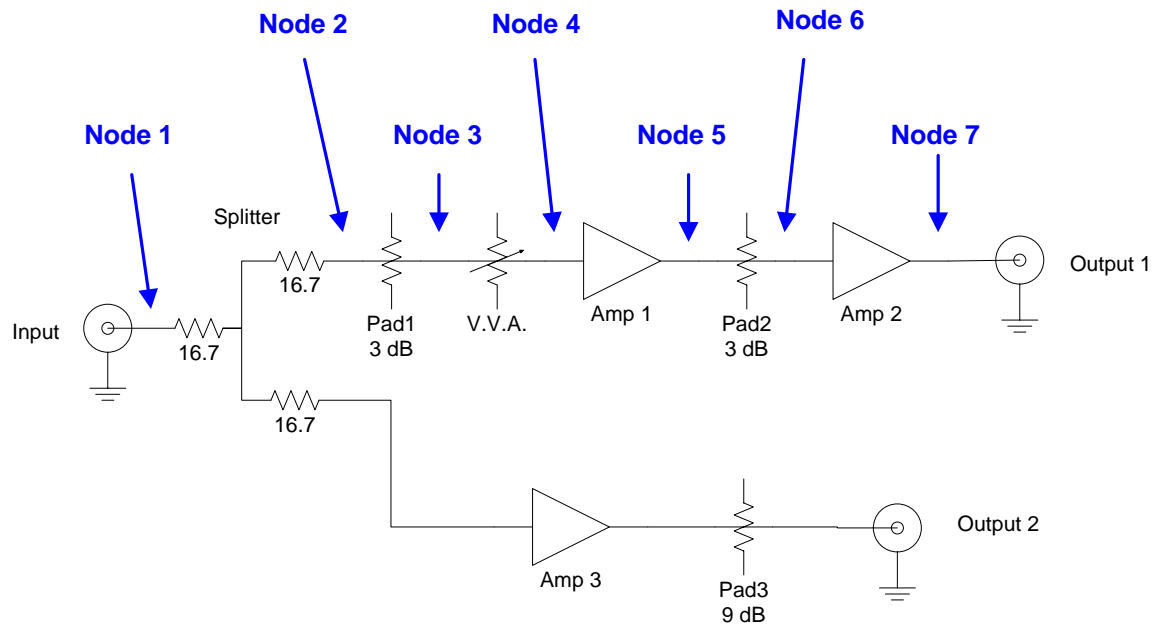 Node 2
Node 4
Node 6
Node 1
Node 3
Node 5
Node 7
Splitter
16.7
Pad1
3 dB
V.V.A.
Amp 1
Pad2
3 dB
Amp 2
Output 1
Input
16.7
16.7
Amp 3
Pad3
9 dB
Output 2